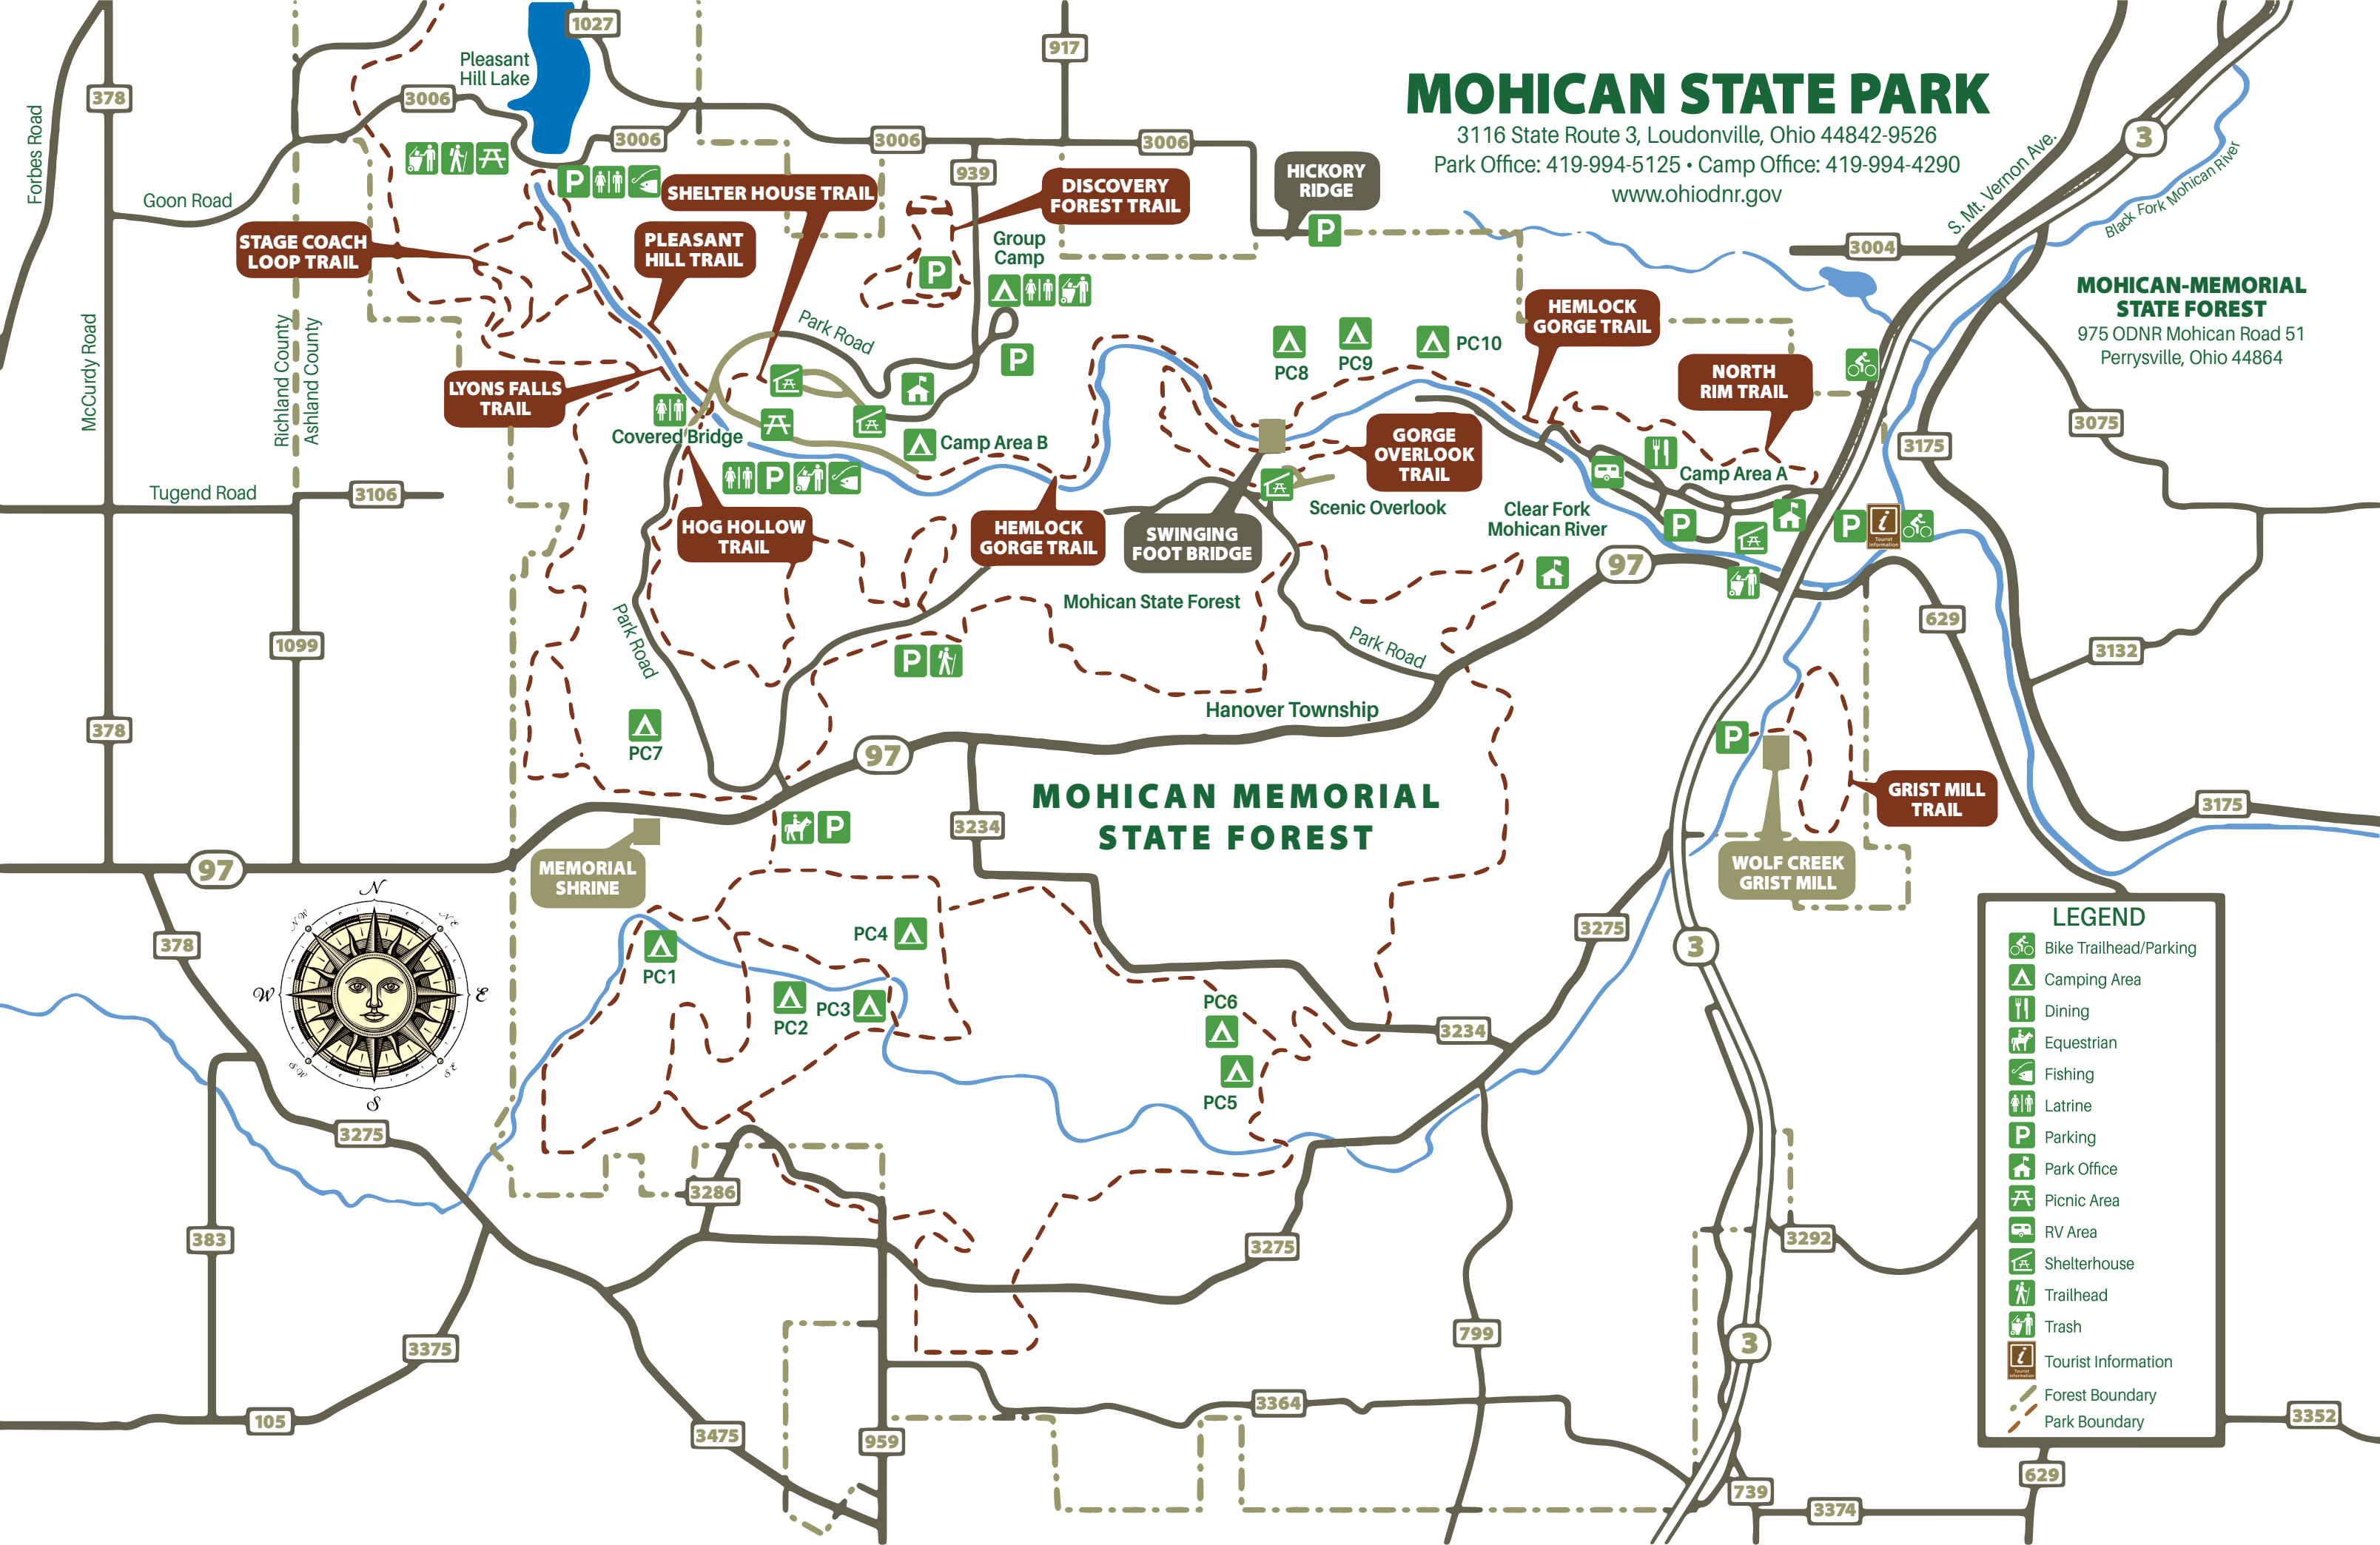 MOHICAN STATE PARK
3116 State Route 3, Loudonville, Ohio 44842-9526
Park Office: 419-994-5125 • Camp Office: 419-994-4290
www.ohiodnr.gov
MOHICAN-MEMORIAL
STATE FOREST
975 ODNR Mohican Road 51
Perrysville, Ohio 44864
1027
917
Pleasant
Hill Lake
378
3006
3006
3006
3006
3
Forbes Road
S. Mt. Vernon Ave.
Black Fork Mohican River
939
HICKORY
RIDGE
P
SHELTER HOUSE TRAIL
DISCOVERY
FOREST TRAIL
Goon Road
P
3004
STAGE COACH
LOOP TRAIL
PLEASANT
HILL TRAIL
Group
Camp
P
HEMLOCK
GORGE TRAIL
Park Road
McCurdy Road
Richland County
Ashland County
P
PC8
PC9
PC10
NORTH
RIM TRAIL
LYONS FALLS
TRAIL
3075
3175
Covered Bridge
Camp Area B
GORGE
OVERLOOK
TRAIL
Camp Area A
P
Tugend Road
3106
Scenic Overlook
Clear Fork
Mohican River
HOG HOLLOW
TRAIL
HEMLOCK
GORGE TRAIL
SWINGING
FOOT BRIDGE
P
P
i
Tourist
Information
97
Mohican State Forest
629
1099
Park Road
Park Road
3132
P
Hanover Township
378
PC7
97
P
MOHICAN MEMORIAL
STATE FOREST
3234
P
GRIST MILL
TRAIL
3175
97
MEMORIAL
SHRINE
WOLF CREEK
GRIST MILL
N
NW
NE
W
E
SW
SE
S
378
PC4
3275
3
PC1
PC2
PC3
PC6
3234
PC5
3275
3286
383
3275
3292
3375
799
3
105
3364
3475
959
3352
629
739
3374
LEGEND
Bike Trailhead/Parking
Camping Area
Dining
Equestrian
Fishing
Latrine
P Parking
Park Office
Picnic Area
RV Area
Shelterhouse
Trailhead
Trash
i Tourist Information Tourist Information
Forest Boundary
Park Boundary